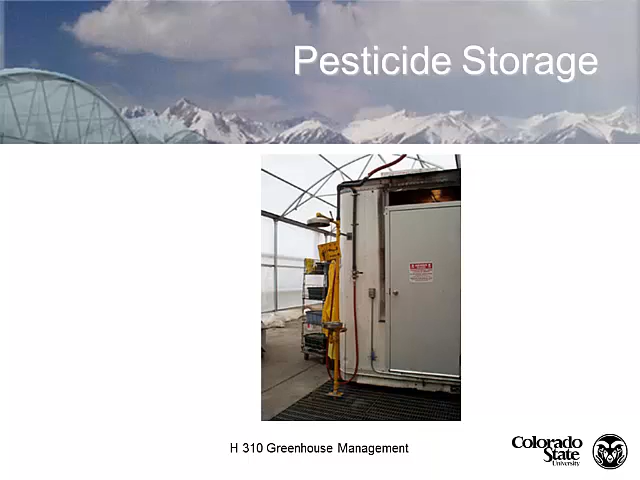 Pesticide Storage
H 310 Greenhouse Management
Colorado
State
University